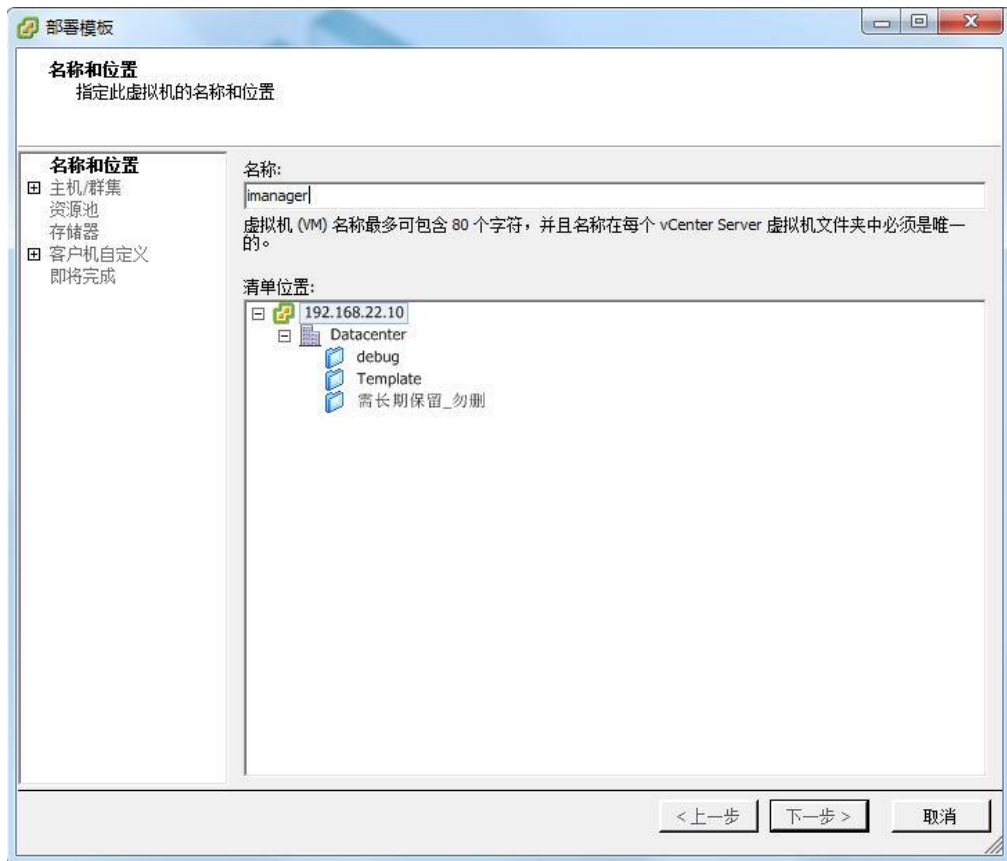 部署模板
名称和位置
指定此虚拟机的名称和位置
名称和位置
主机/群集
资源池
存储器
客户机自定义
即将完成
名称:
imanager
虚拟机 (VM) 名称最多可包含 80 个字符，并且名称在每个 vCenter Server 虚拟机文件夹中必须是唯一
的。
清单位置:
192.168.22.10
Datacenter
debug
Template
需长期保留_勿删
<上一步
下一步 >
取消